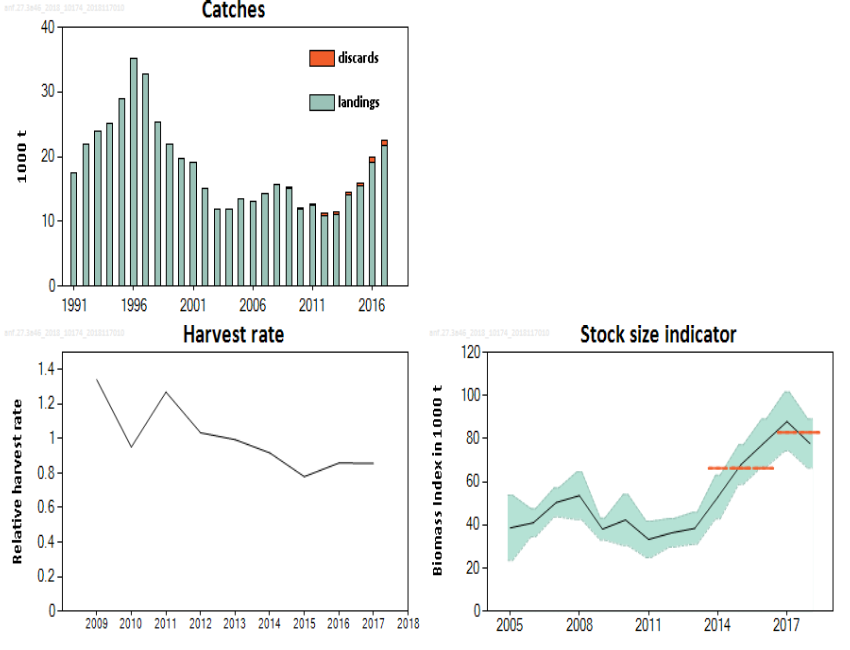 Catches
40
30
20
10
0
1000 t
discards
landings
1991 1996 2001 2006 2011 2016
Harvest rate
1.4
1.2
1
0.8
0.6
0.4
0.2
0
Relative harvest rate
2009 2010 2011 2012 2013 2014 2015 2016 2017 2018
Stock size indicator
120
100
80
60
40
20
0
Biomass Index in 1000 t
2005 2008 2011 2014 2017